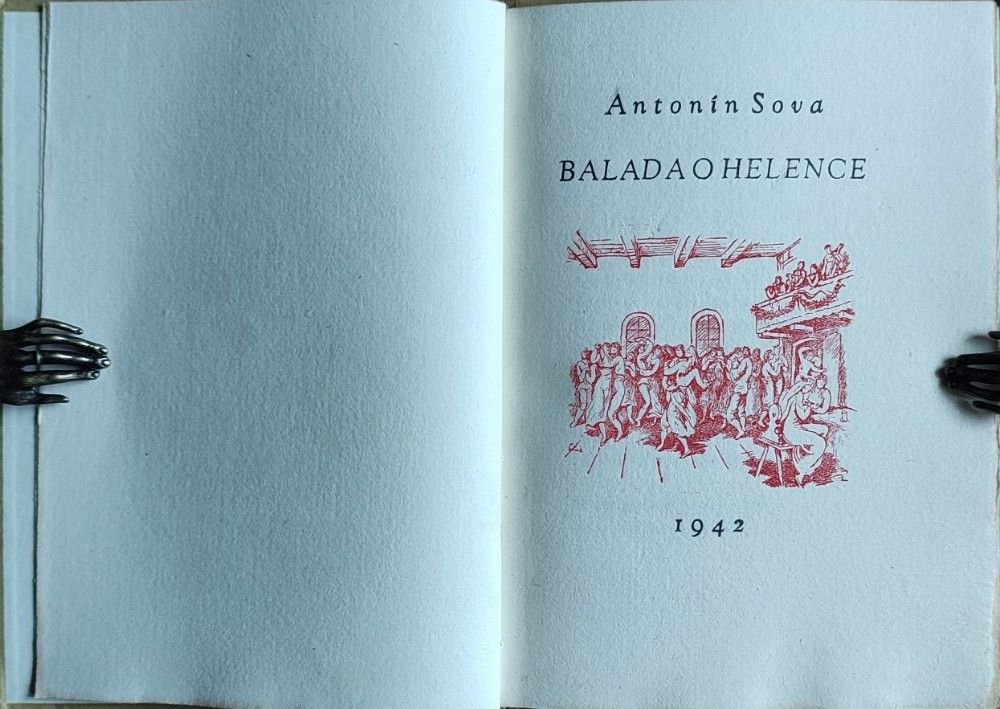 Antonín Sova
BALADA O HELENCE
1942